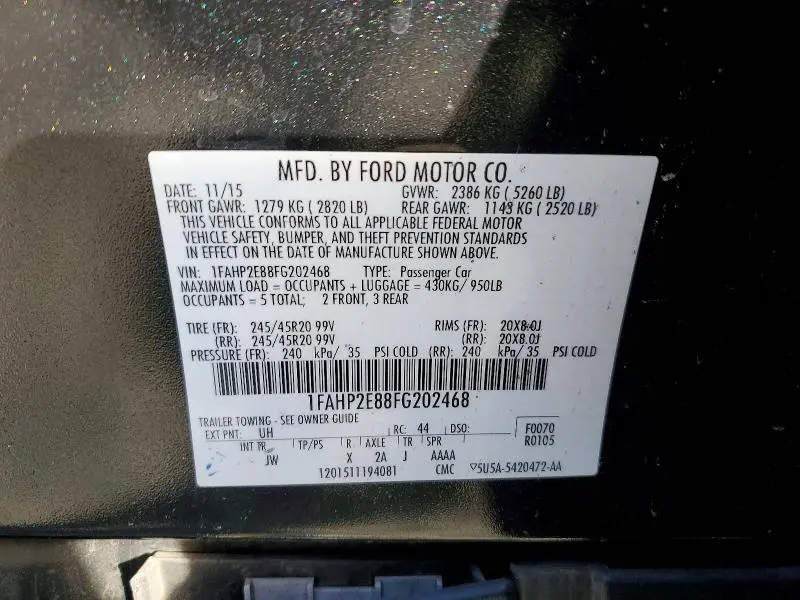 MFD. BY FORD MOTOR CO.
DATE: 11/15 GVWR: 2386 KG ( 5260 LB)
FRONT GAWR: 1279 KG ( 2820 LB) REAR GAWR: 1143 KG ( 2520 LB)
THIS VEHICLE CONFORMS TO ALL APPLICABLE FEDERAL MOTOR
VEHICLE SAFETY, BUMPER, AND THEFT PREVENTION STANDARDS
IN EFFECT ON THE DATE OF MANUFACTURE SHOWN ABOVE.
VIN: 1FAHP2E88FG202468 TYPE: Passenger Car
MAXIMUM LOAD = OCCUPANTS + LUGGAGE = 430KG/ 950LB
OCCUPANTS = 5 TOTAL; 2 FRONT, 3 REAR
TIRE (FR): 245/45R20 99V RIMS (FR): 20X8.0J
(RR): 245/45R20 99V (RR): 20X8.0J
PRESSURE (FR): 240 kPa/ 35 PSI COLD (RR): 240 kPa/ 35 PSI COLD
1FAHP2E88FG202468
TRAILER TOWING - SEE OWNER GUIDE
EXT PNT: UH RC: 44 DSO: F0070
R0105
INT TR TP/PS R AXLE TR SPR
JW X 2A J AAAA
1201511194081 CMC 5U5A-5420472-AA